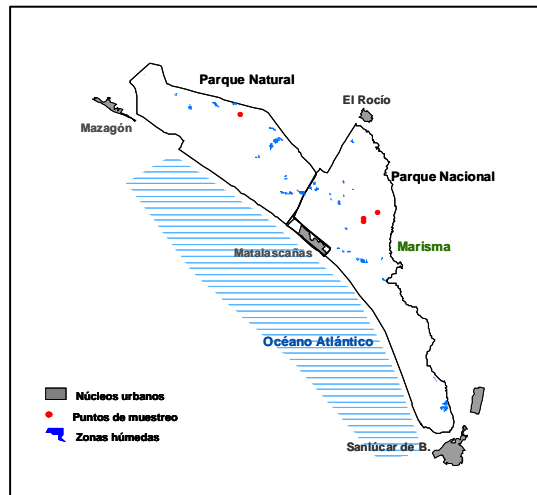 Parque Natural
El Rocío
Mazagón
Parque Nacional
Marisma
Matalascañas
Océano Atlántico
Núcleos urbanos
Puntos de muestreo
Zonas húmedas
Sanlúcar de B.